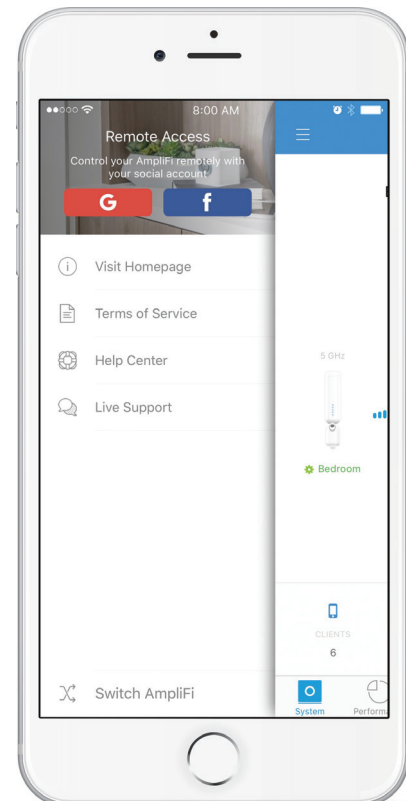 8:00 AM
Remote Access
Control your AmpliFi remotely with
your social account
G
f
Visit Homepage
Terms of Service
Help Center
Live Support
Switch AmpliFi
5 GHz
Bedroom
CLIENTS
6
System
Performa